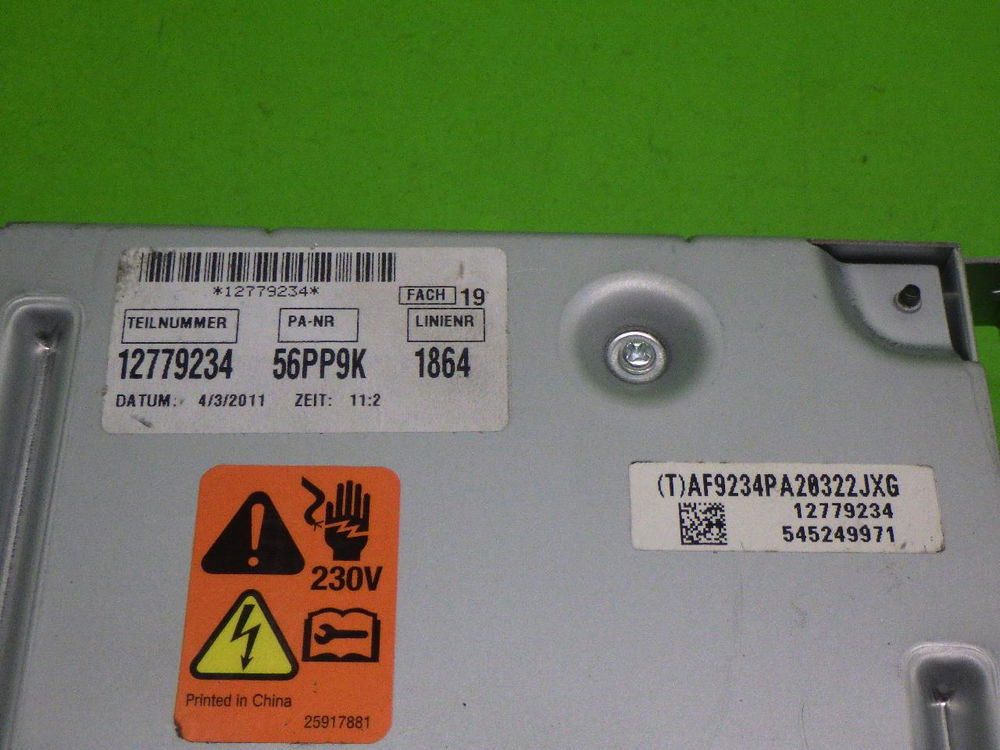 *12779234*
FACH 19
TEILNUMMER PA-NR LINIENR
12779234 56PP9K 1864
DATUM: 4/3/2011 ZEIT: 11:2
(T)AF9234PA20322JXG
12779234
545249971
230V
Printed in China
25917881